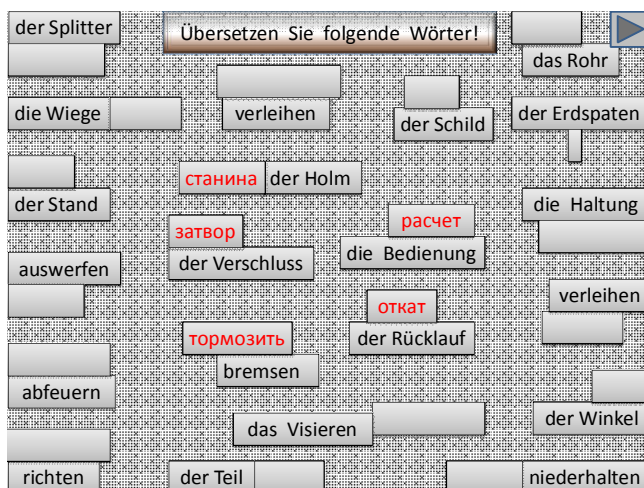 der Splitter
Übersetzen Sie folgende Wörter!
das Rohr
die Wiege
verleihen
der Schild
der Erdspaten
станина der Holm
der Stand
расчет
die Haltung
затвор
der Verschluss
die Bedienung
auswerfen
откат
verleihen
тормозить
der Rücklauf
bremsen
abfeuern
das Visieren
der Winkel
richten
der Teil
niederhalten